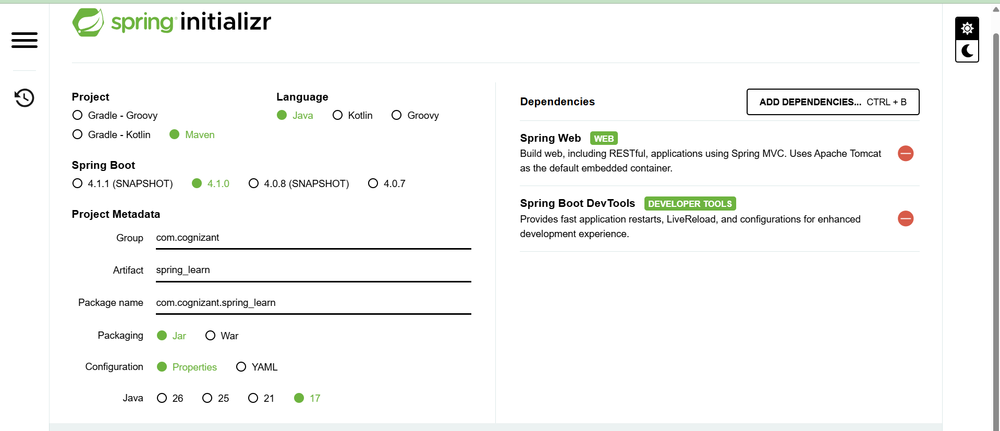 spring initializr
Project
Gradle - Groovy
Gradle - Kotlin Maven
Language
Java Kotlin Groovy
Spring Boot
4.1.1 (SNAPSHOT) 4.1.0 4.0.8 (SNAPSHOT) 4.0.7
Project Metadata
Group com.cognizant
Artifact spring_learn
Package name com.cognizant.spring_learn
Packaging Jar War
Configuration Properties YAML
Java 26 25 21 17
Dependencies ADD DEPENDENCIES... CTRL + B
Spring Web WEB
Build web, including RESTful, applications using Spring MVC. Uses Apache Tomcat
as the default embedded container.
Spring Boot DevTools DEVELOPER TOOLS
Provides fast application restarts, LiveReload, and configurations for enhanced
development experience.